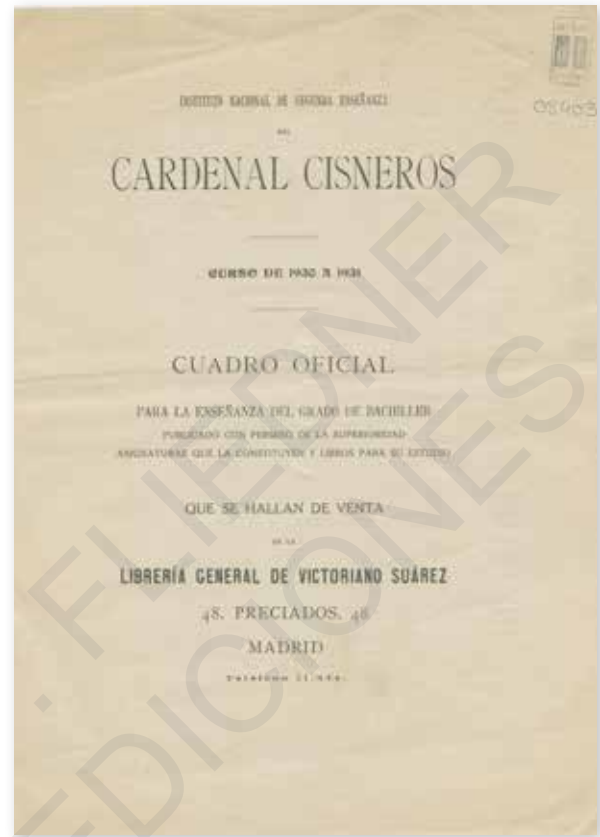 08403
INSTITUTO NACIONAL DE SEGUNDA ENSEÑANZA
DEL
CARDENAL CISNEROS
CURSO DE 1930 A 1931
CUADRO OFICIAL
PARA LA ENSEÑANZA DEL GRADO DE BACHILLER
PUBLICADO CON PERMISO DE LA SUPERIORIDAD
ASIGNATURAS QUE LA CONSTITUYEN Y LIBROS PARA SU ESTUDIO
QUE SE HALLAN DE VENTA
EN LA
LIBRERÍA GENERAL DE VICTORIANO SUÁREZ
48, PRECIADOS, 48
MADRID
Teléfono
. FLIEDNER
EDICIONES